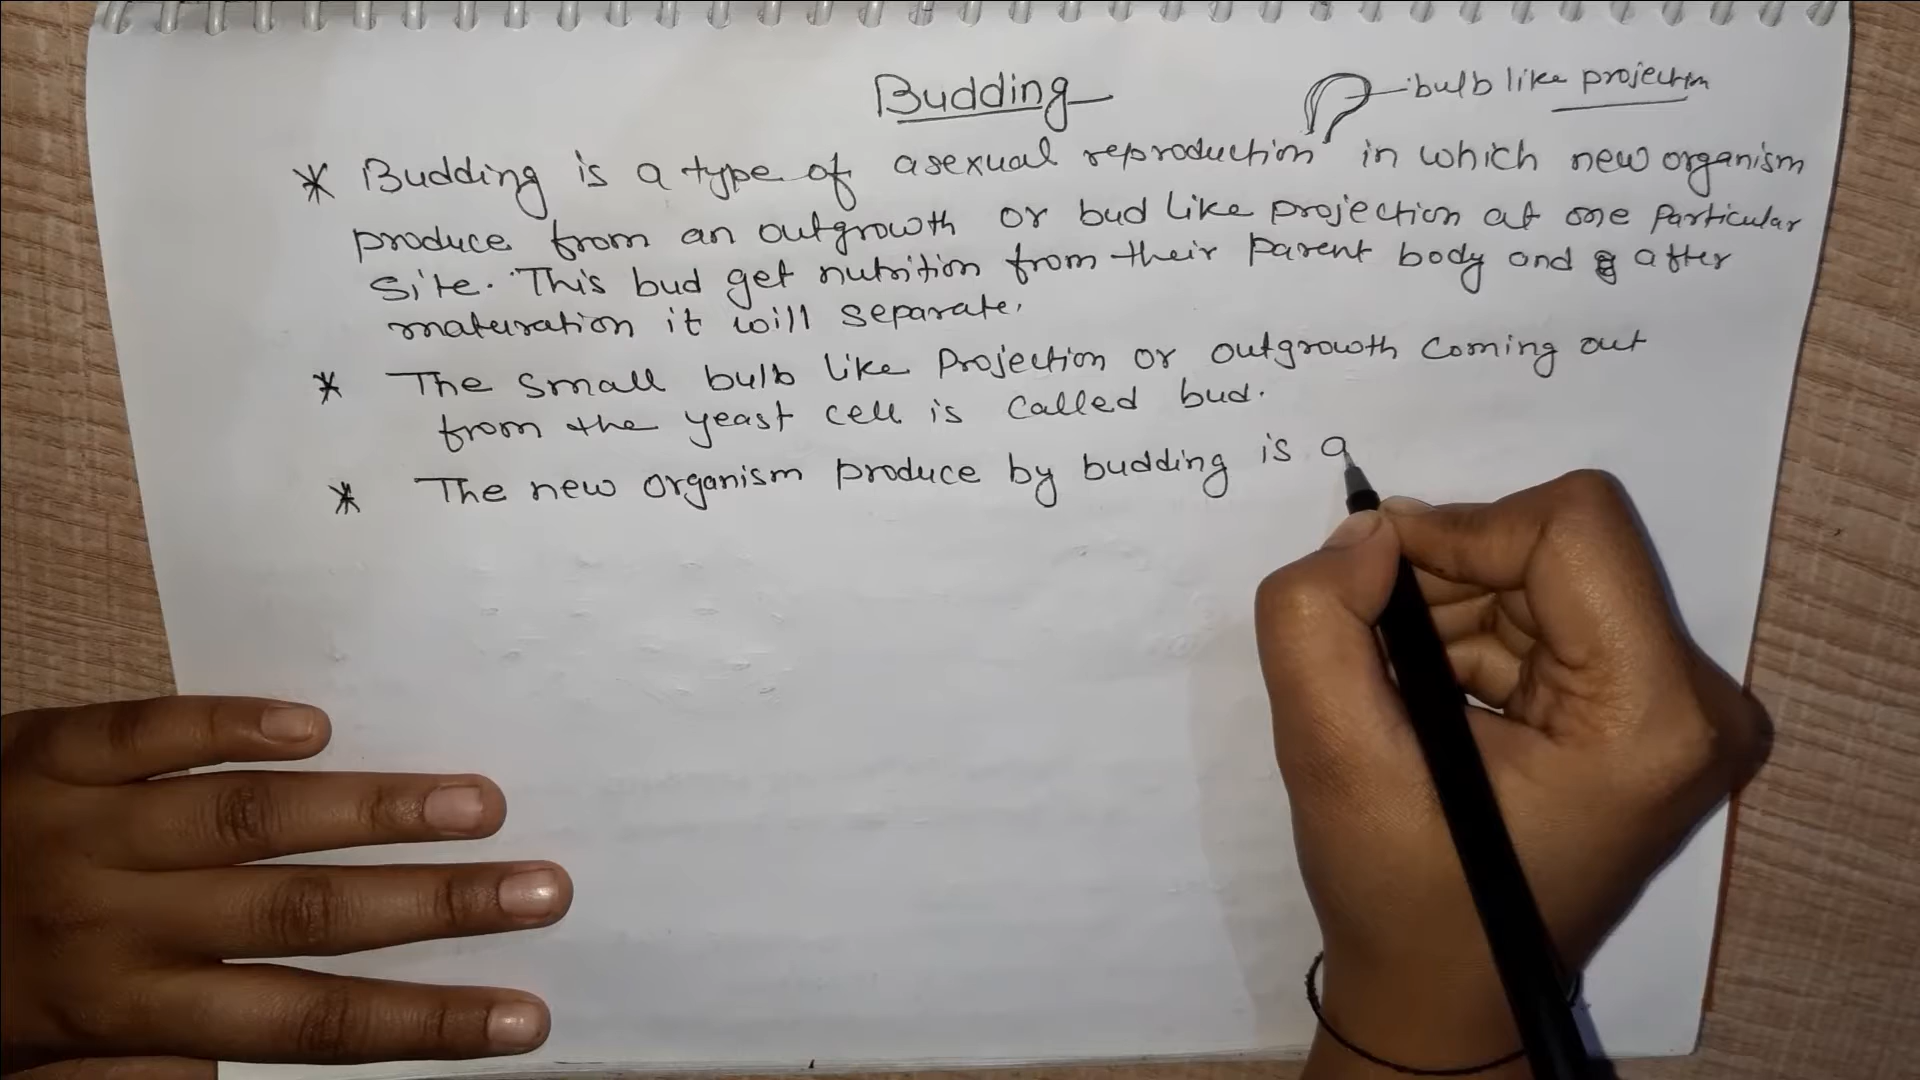 Budding
bulb like projection
* Budding is a type of asexual reproduction in which new organism
produce from an outgrowth or bud like projection at one particular
site. This bud get nutrition from their parent body and after
maturation it will separate.
* The small bulb like projection or outgrowth coming out
from the yeast cell is called bud.
* The new organism produce by budding is a